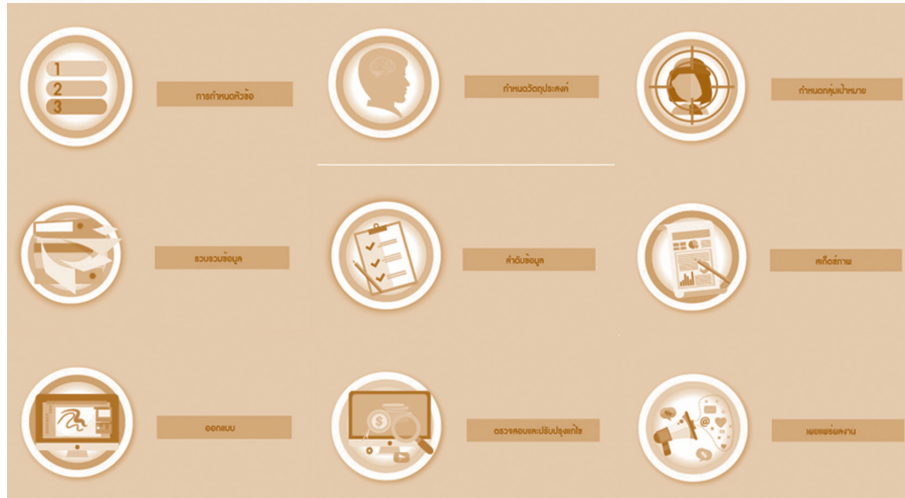 1
2
3
การกำหนดหัวข้อ
กำหนดวัตถุประสงค์
กำหนดกลุ่มเป้าหมาย
รวบรวมข้อมูล
ลำดับข้อมูล
สเก็ตช์ภาพ
ออกแบบ
ตรวจสอบและปรับปรุงแก้ไข
เผยแพร่ผลงาน